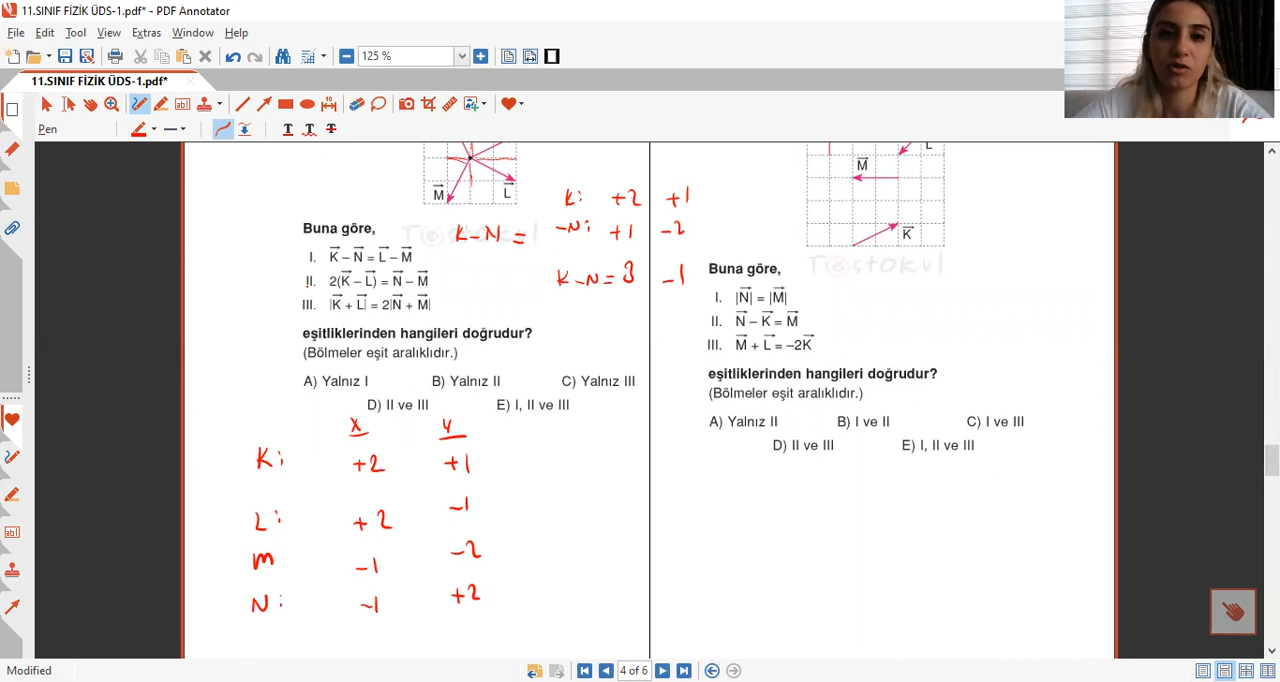 11.SINIF FİZİK ÜDS-1.pdf* - PDF Annotator
File Edit Tool View Extras Window Help
125 %
11.SINIF FİZİK ÜDS-1.pdf*
Pen
M
L
Buna göre,
I. K – N = L – M
II. 2(K – L) = N – M
III. |K + L| = 2|N + M|
eşitliklerinden hangileri doğrudur?
(Bölmeler eşit aralıklıdır.)
A) Yalnız I B) Yalnız II C) Yalnız III
D) II ve III E) I, II ve III
K-N =
K: +2 +1
-N: +1 -2
K-N = 3 -1
x y
K: +2 +1
L: +2 -1
M -1 -2
N: -1 +2
Testokul
L
M
K
Testokul
Buna göre,
I. |N| = |M|
II. N – K = M
III. M + L = –2K
eşitliklerinden hangileri doğrudur?
(Bölmeler eşit aralıklıdır.)
A) Yalnız II B) I ve II C) I ve III
D) II ve III E) I, II ve III
Modified
4 of 6